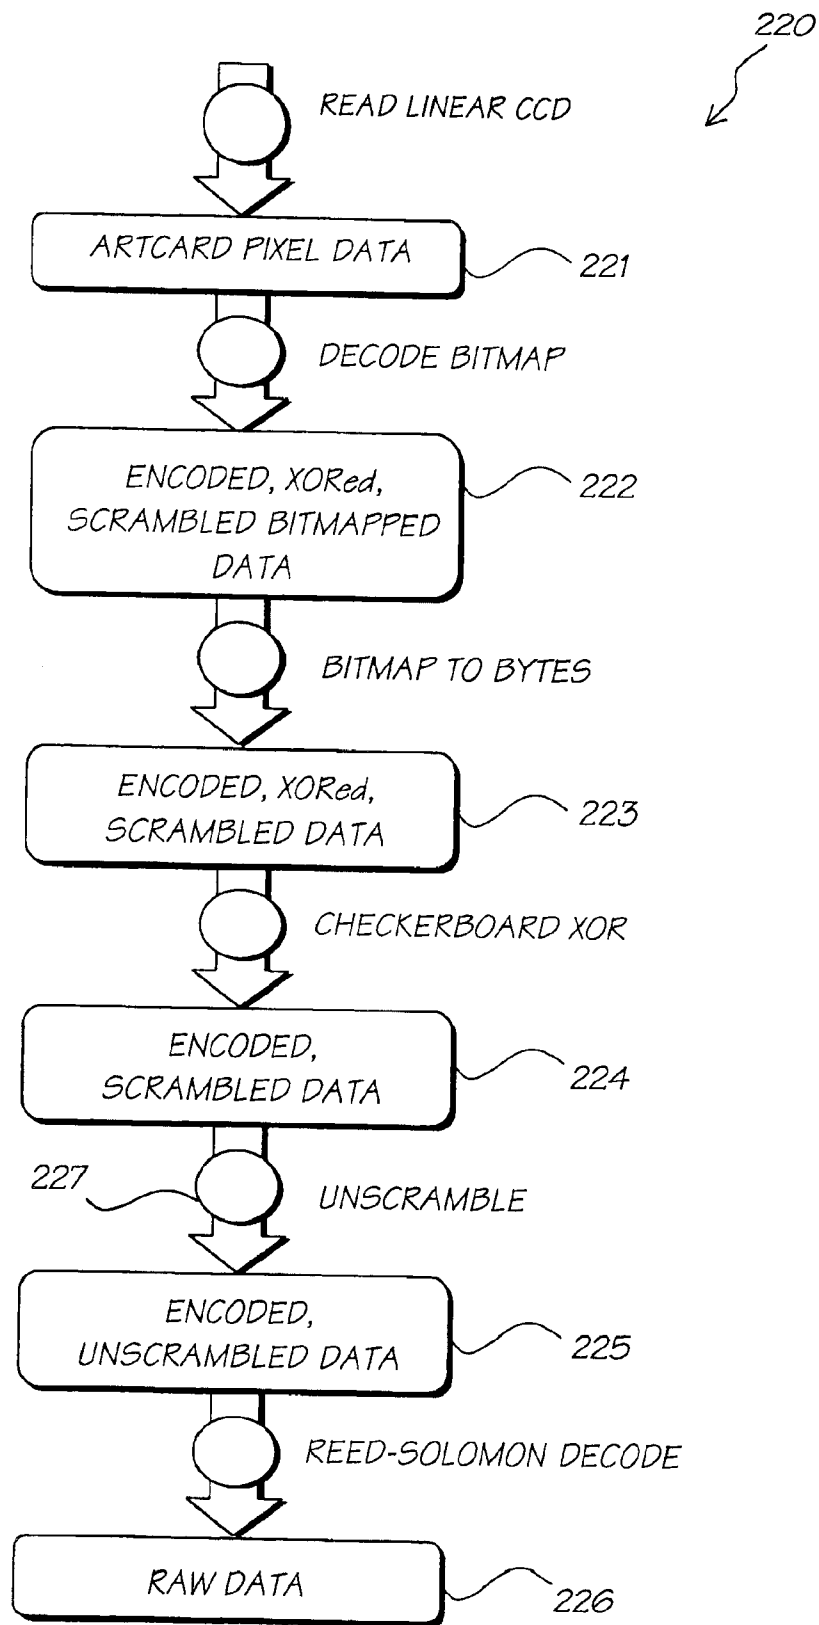 220
READ LINEAR CCD
ARTCARD PIXEL DATA
221
DECODE BITMAP
ENCODED, XORed,
SCRAMBLED BITMAPPED
DATA
222
BITMAP TO BYTES
ENCODED, XORed,
SCRAMBLED DATA
223
CHECKERBOARD XOR
ENCODED,
SCRAMBLED DATA
224
227
UNSCRAMBLE
ENCODED,
UNSCRAMBLED DATA
225
REED-SOLOMON DECODE
RAW DATA
226